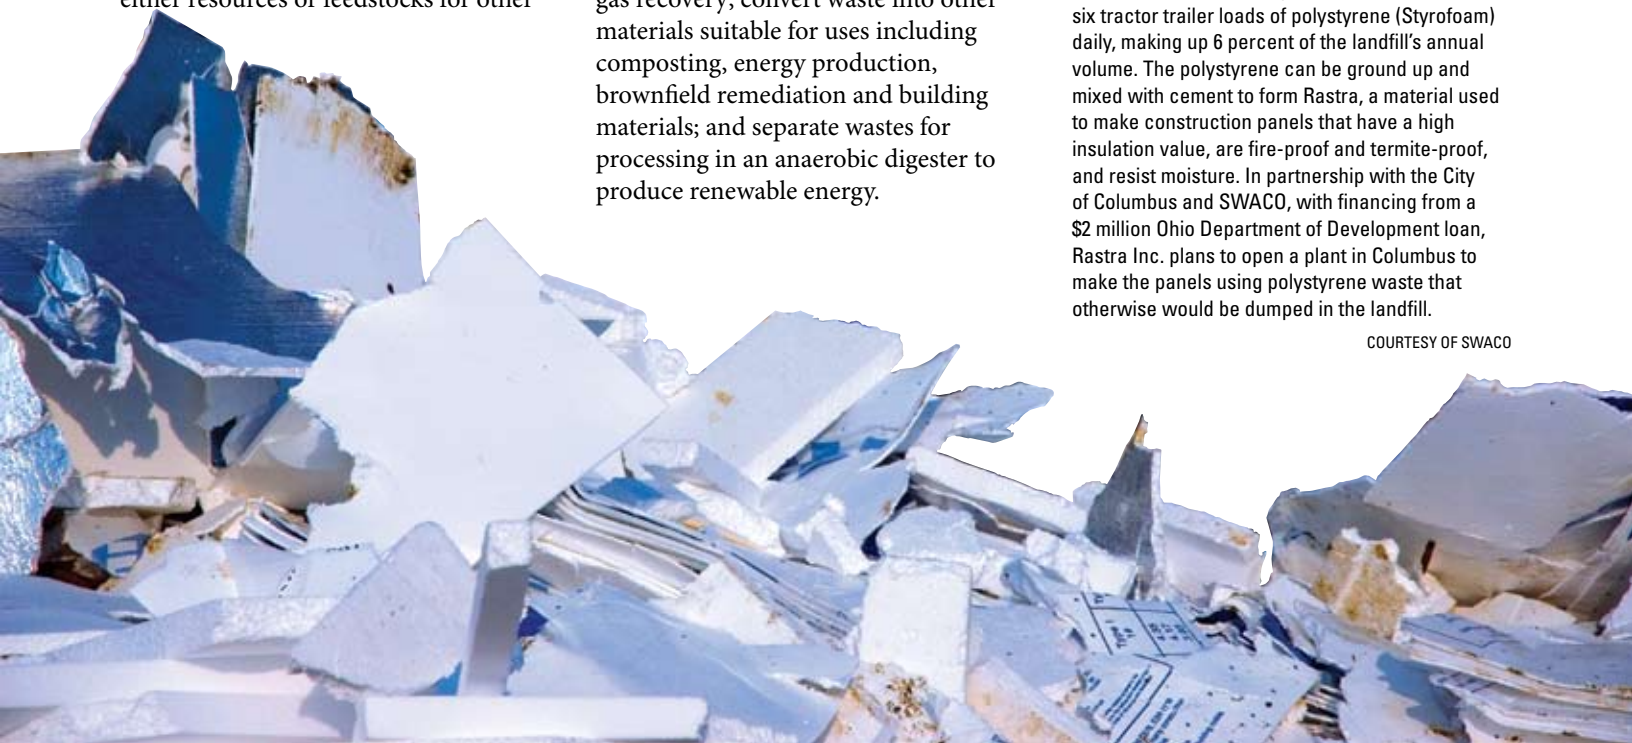 either resources or feedstocks for other
gas recovery; convert waste into other
materials suitable for uses including
composting, energy production,
brownfield remediation and building
materials; and separate wastes for
processing in an anaerobic digester to
produce renewable energy.
six tractor trailer loads of polystyrene (Styrofoam)
daily, making up 6 percent of the landfill’s annual
volume. The polystyrene can be ground up and
mixed with cement to form Rastra, a material used
to make construction panels that have a high
insulation value, are fire-proof and termite-proof,
and resist moisture. In partnership with the City
of Columbus and SWACO, with financing from a
$2 million Ohio Department of Development loan,
Rastra Inc. plans to open a plant in Columbus to
make the panels using polystyrene waste that
otherwise would be dumped in the landfill.
COURTESY OF SWACO